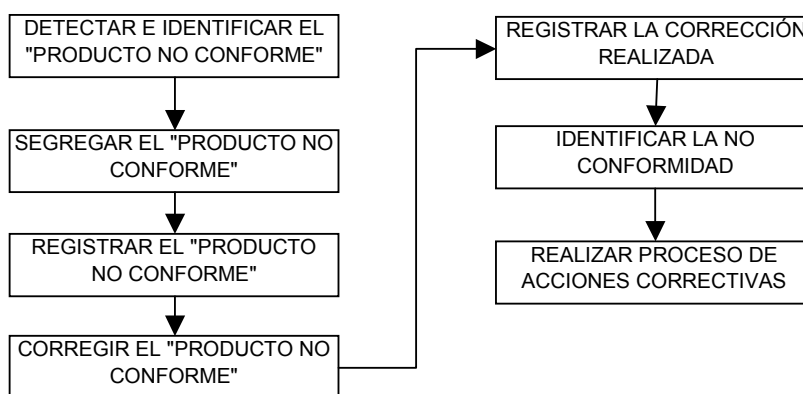 DETECTAR E IDENTIFICAR EL
"PRODUCTO NO CONFORME"
SEGREGAR EL "PRODUCTO NO
CONFORME"
REGISTRAR EL "PRODUCTO
NO CONFORME"
CORREGIR EL "PRODUCTO NO
CONFORME"
REGISTRAR LA CORRECCIÓN
REALIZADA
IDENTIFICAR LA NO
CONFORMIDAD
REALIZAR PROCESO DE
ACCIONES CORRECTIVAS